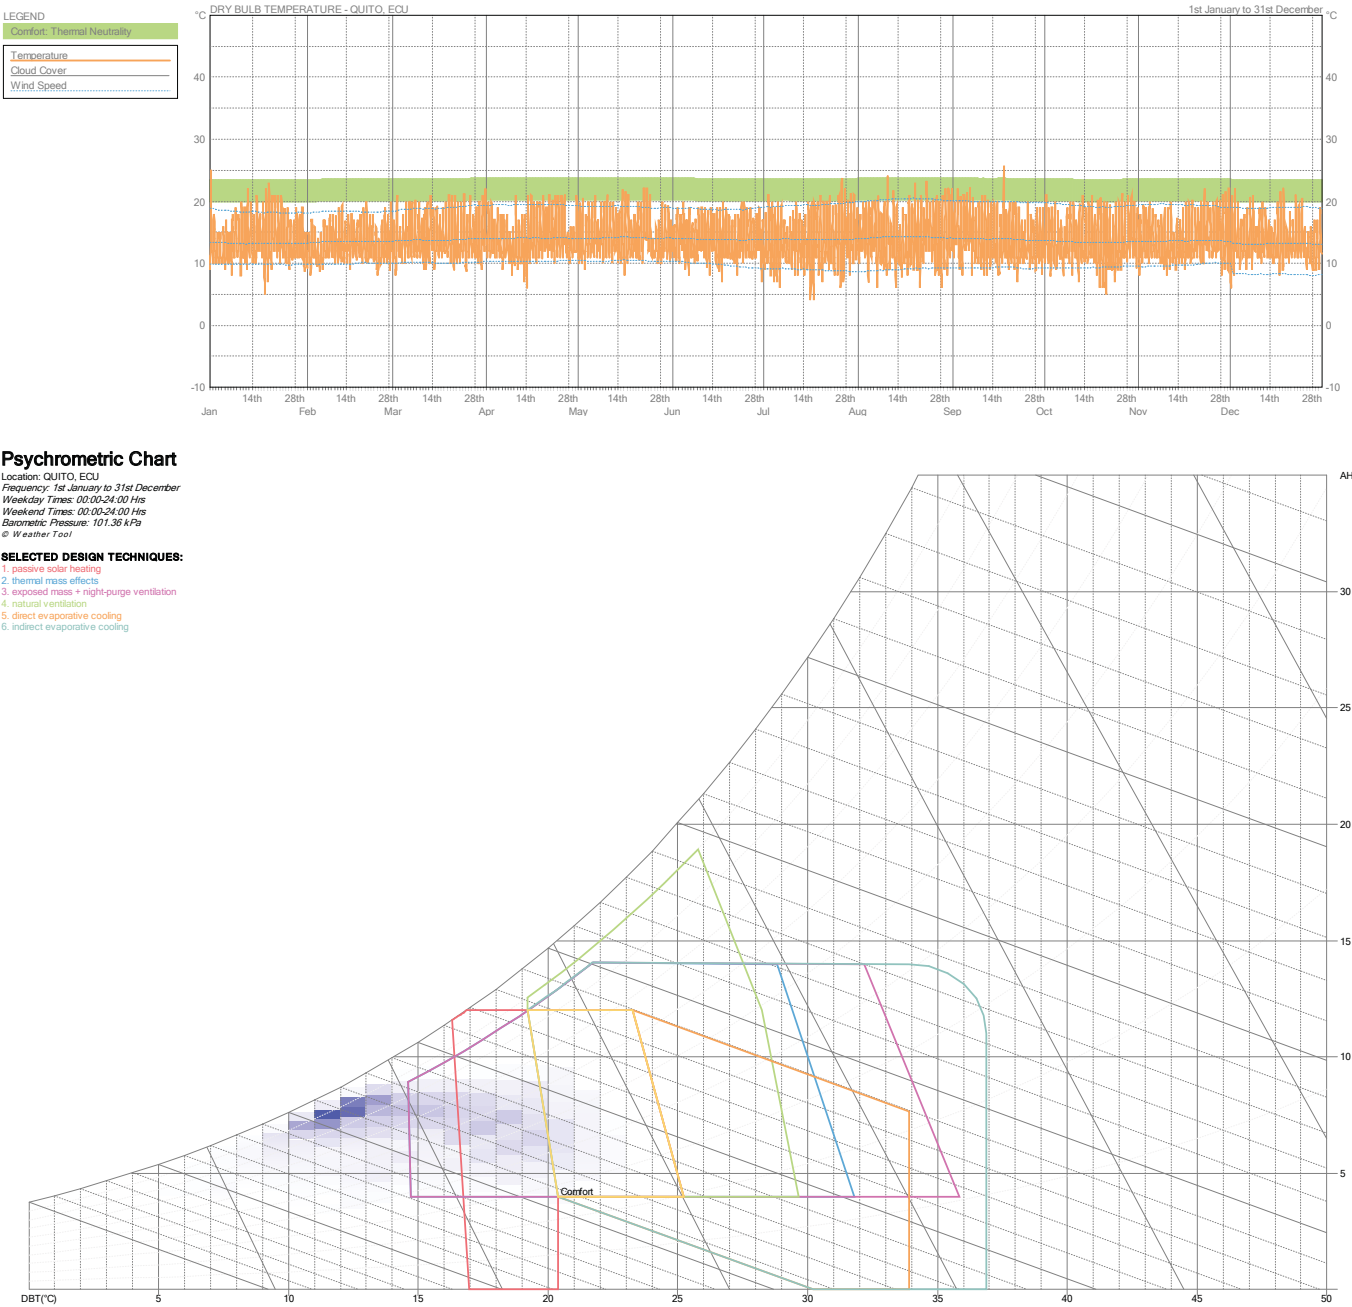 LEGEND
Comfort: Thermal Neutrality
Temperature
Cloud Cover
Wind Speed
°C DRY BULB TEMPERATURE - QUITO, ECU 1st January to 31st December °C
40 40
30 30
20 20
10 10
0 0
-10 -10
14th 28th 14th 28th 14th 28th 14th 28th 14th 28th 14th 28th 14th 28th 14th 28th 14th 28th 14th 28th 14th 28th 14th 28th
Jan Feb Mar Apr May Jun Jul Aug Sep Oct Nov Dec
Psychrometric Chart
Location: QUITO, ECU
Frequency: 1st January to 31st December
Weekday Times: 00:00-24:00 Hrs
Weekend Times: 00:00-24:00 Hrs
Barometric Pressure: 101.36 kPa
© Weather Tool
SELECTED DESIGN TECHNIQUES:
1. passive solar heating
2. thermal mass effects
3. exposed mass + night-purge ventilation
4. natural ventilation
5. direct evaporative cooling
6. indirect evaporative cooling
AH
30
25
20
15
10
5
Comfort
DBT(°C) 5 10 15 20 25 30 35 40 45 50